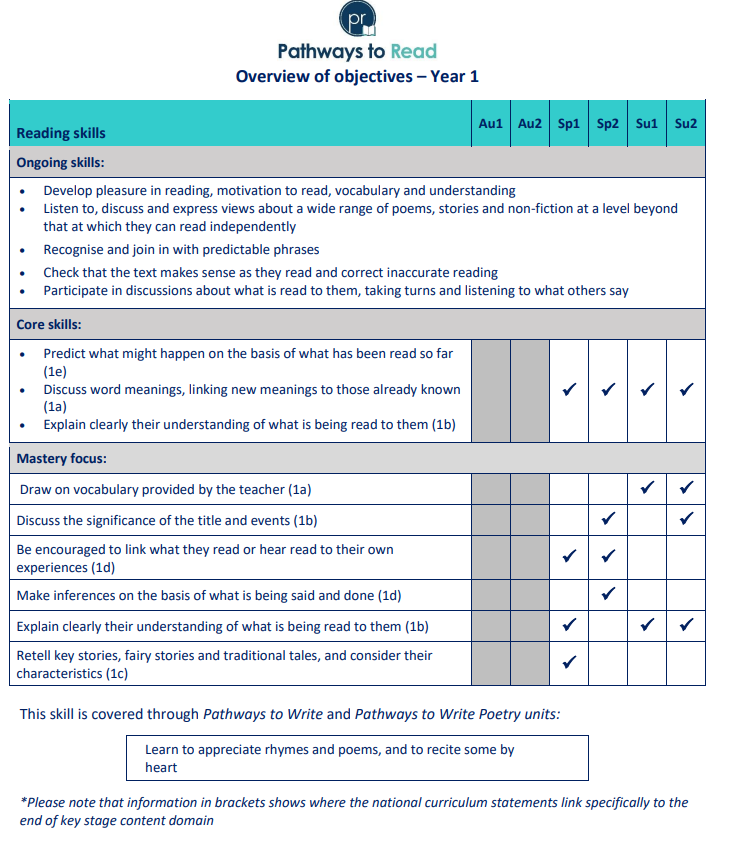 pr
Pathways to Read
Overview of objectives – Year 1
Reading skills Au1 Au2 Sp1 Sp2 Su1 Su2
Ongoing skills:
• Develop pleasure in reading, motivation to read, vocabulary and understanding
• Listen to, discuss and express views about a wide range of poems, stories and non-fiction at a level beyond
that at which they can read independently
• Recognise and join in with predictable phrases
• Check that the text makes sense as they read and correct inaccurate reading
• Participate in discussions about what is read to them, taking turns and listening to what others say
Core skills:
• Predict what might happen on the basis of what has been read so far
(1e)
• Discuss word meanings, linking new meanings to those already known ✓ ✓ ✓ ✓
(1a)
• Explain clearly their understanding of what is being read to them (1b)
Mastery focus:
Draw on vocabulary provided by the teacher (1a) ✓ ✓
Discuss the significance of the title and events (1b) ✓ ✓
Be encouraged to link what they read or hear read to their own ✓ ✓
experiences (1d)
Make inferences on the basis of what is being said and done (1d) ✓
Explain clearly their understanding of what is being read to them (1b) ✓ ✓ ✓
Retell key stories, fairy stories and traditional tales, and consider their ✓
characteristics (1c)
This skill is covered through Pathways to Write and Pathways to Write Poetry units:
Learn to appreciate rhymes and poems, and to recite some by
heart
*Please note that information in brackets shows where the national curriculum statements link specifically to the
end of key stage content domain